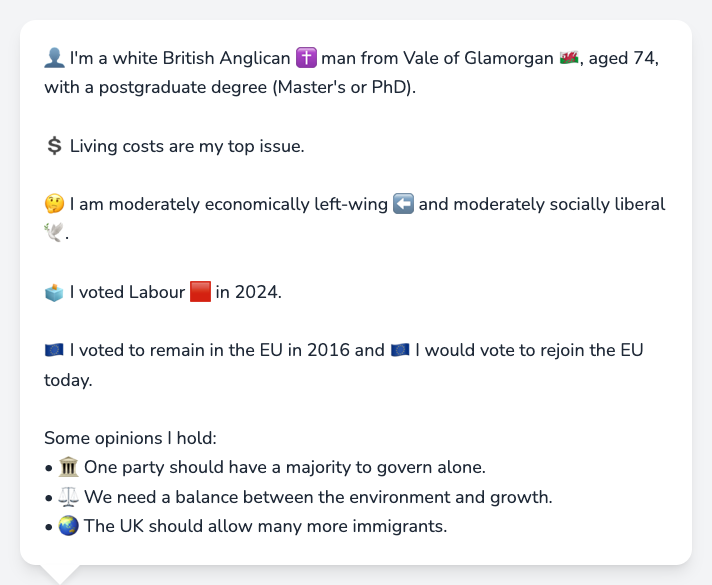 👤 I'm a white British Anglican ✝️ man from Vale of Glamorgan 🏴󠁧󠁢󠁷󠁬󠁳󠁿, aged 74,
with a postgraduate degree (Master's or PhD).
💲 Living costs are my top issue.
🤔 I am moderately economically left-wing ⬅️ and moderately socially liberal
🕊️.
🗳️ I voted Labour 🟥 in 2024.
🇪🇺 I voted to remain in the EU in 2016 and 🇪🇺 I would vote to rejoin the EU
today.
Some opinions I hold:
• 🏛️ One party should have a majority to govern alone.
• ⚖️ We need a balance between the environment and growth.
• 🌏 The UK should allow many more immigrants.